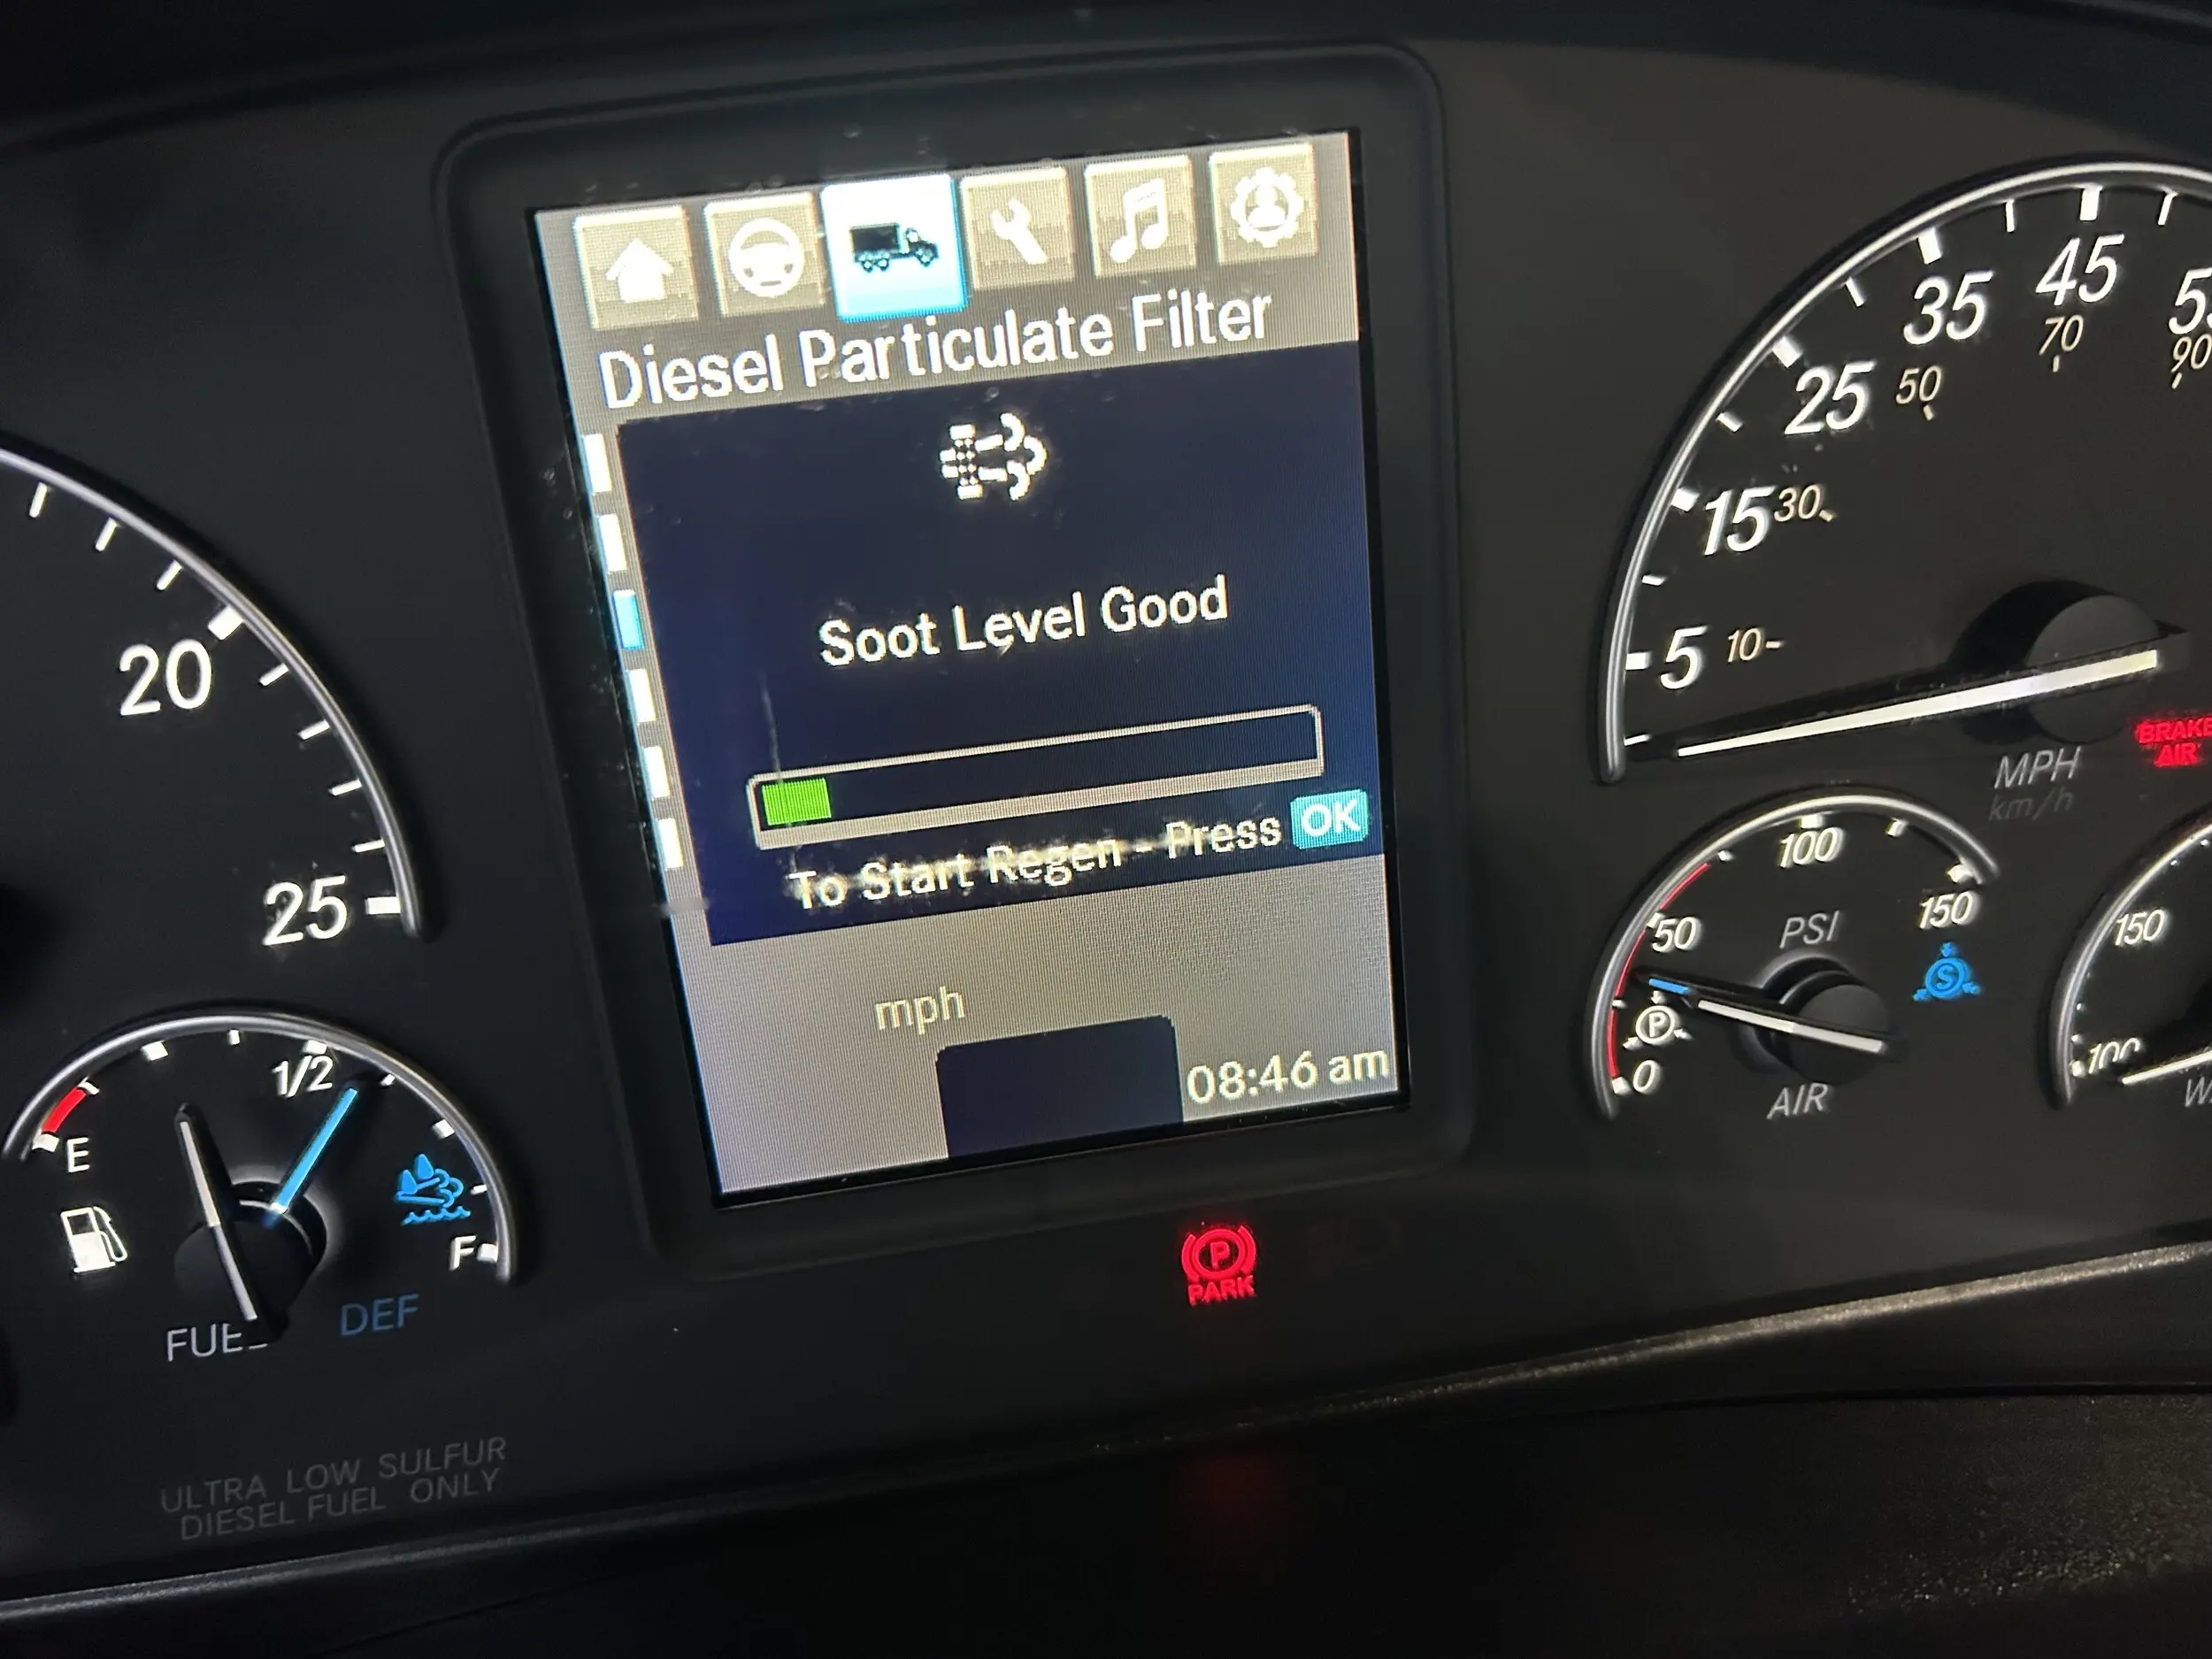 Diesel Particulate Filter
Soot Level Good
To Start Regen - Press OK
mph
08:46 am
20
25
1/2
E
F
FUEL
DEF
ULTRA LOW SULFUR
DIESEL FUEL ONLY
P
PARK
45
35
70
90
25
50
15
30
5
10
MPH
km/h
BRAKE
AIR
100
50
PSI
150
S
P
0
AIR
150
100